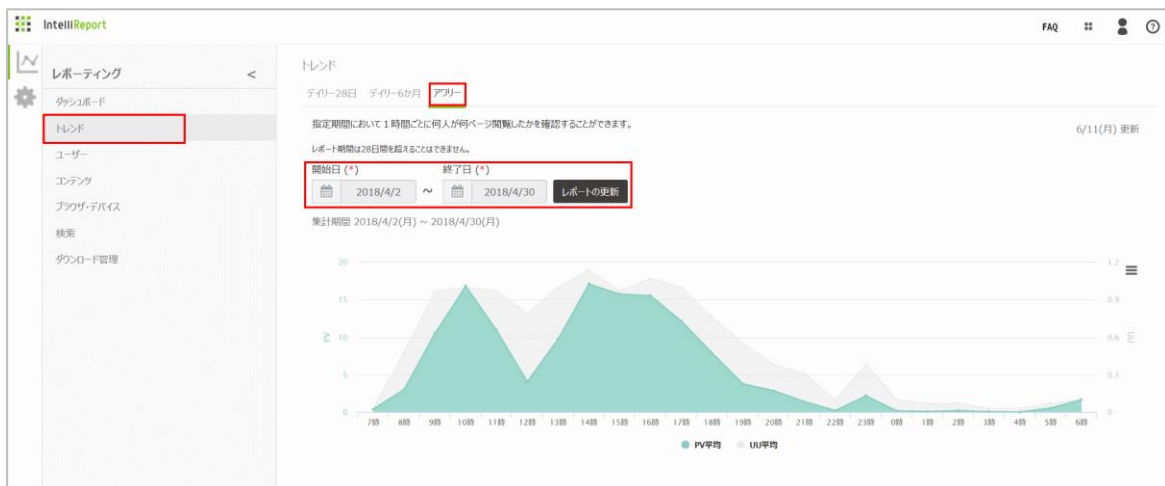 IntelliReport
FAQ
レポーティング <
ダッシュボード
トレンド
ユーザー
コンテンツ
ブラウザ・デバイス
検索
ダウンロード管理
トレンド
デイリー28日 デイリー6か月 アワリー
指定期間において1時間ごとに何人が何ページ閲覧したかを確認することができます。
6/11(月) 更新
レポート期間は28日間を超えることはできません。
開始日 (*) 終了日 (*)
2018/4/2 ~ 2018/4/30 レポートの更新
集計期間 2018/4/2(月) ~ 2018/4/30(月)
20 1.2
15 0.9
PV 10 0.6 UU
5 0.3
0 0
7時 8時 9時 10時 11時 12時 13時 14時 15時 16時 17時 18時 19時 20時 21時 22時 23時 0時 1時 2時 3時 4時 5時 6時
PV平均 UU平均